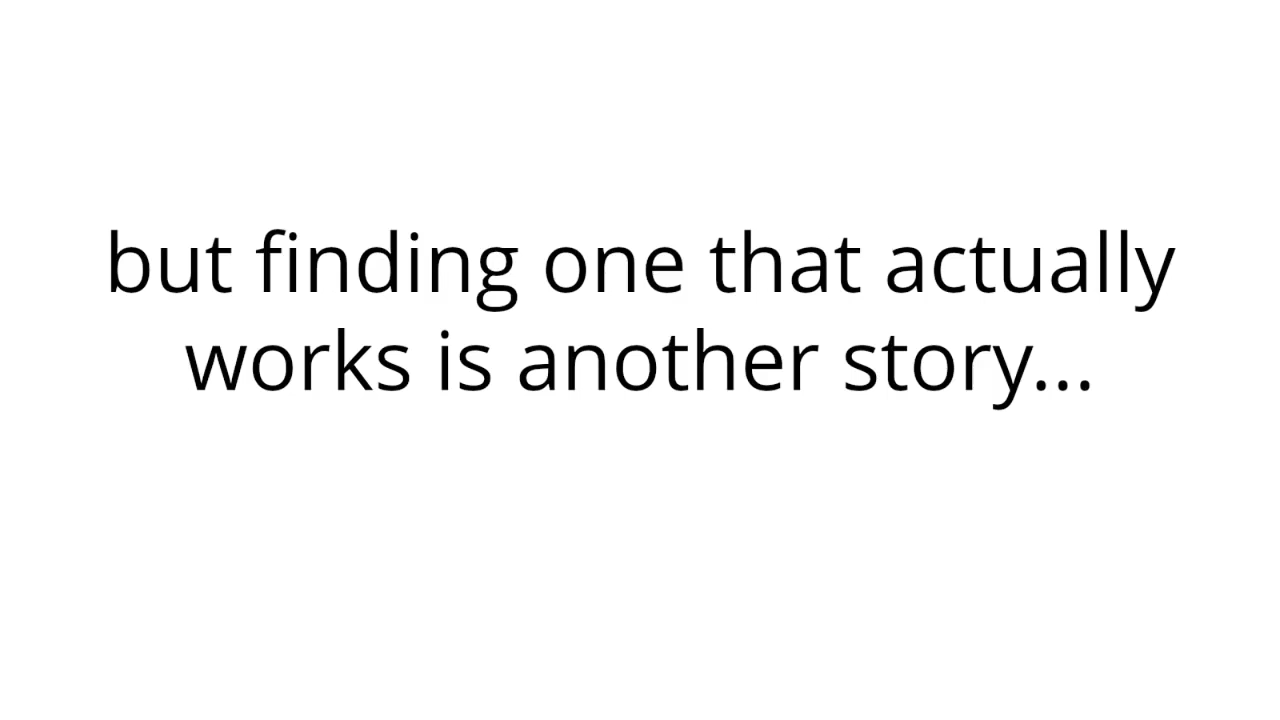 but finding one that actually
works is another story...